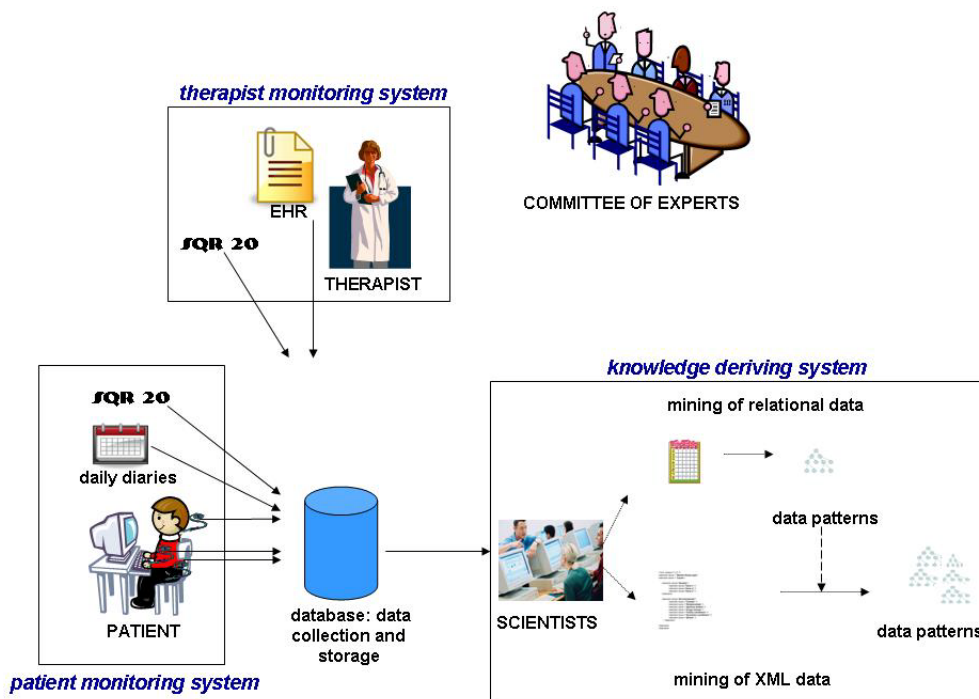 therapist monitoring system
EHR
SQR 20
THERAPIST
COMMITTEE OF EXPERTS
knowledge deriving system
SQR 20
daily diaries
PATIENT
patient monitoring system
database: data
collection and
storage
mining of relational data
data patterns
SCIENTISTS
data patterns
mining of XML data